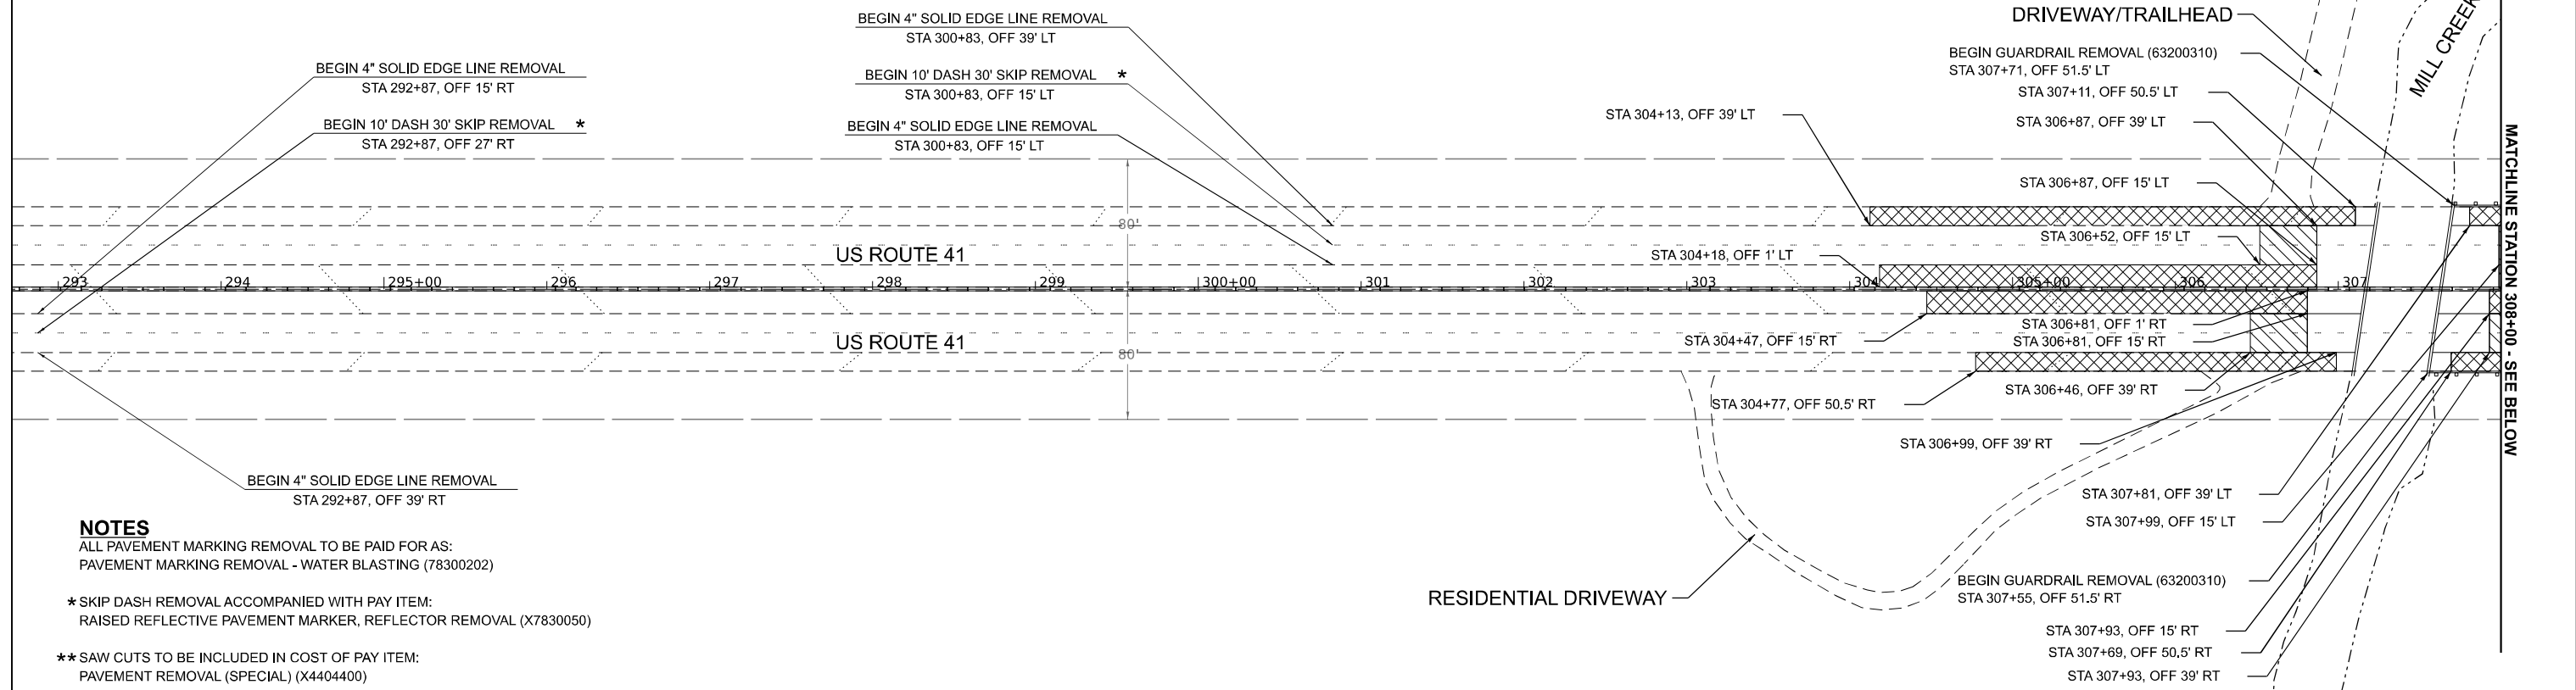 BEGIN 4" SOLID EDGE LINE REMOVAL
STA 300+83, OFF 39' LT
BEGIN 10' DASH 30' SKIP REMOVAL *
STA 300+83, OFF 15' LT
BEGIN 4" SOLID EDGE LINE REMOVAL
STA 300+83, OFF 15' LT
BEGIN 4" SOLID EDGE LINE REMOVAL
STA 292+87, OFF 15' RT
BEGIN 10' DASH 30' SKIP REMOVAL *
STA 292+87, OFF 27' RT
DRIVEWAY/TRAILHEAD
MILL CREEK
BEGIN GUARDRAIL REMOVAL (63200310)
STA 307+71, OFF 51.5' LT
STA 307+11, OFF 50.5' LT
STA 304+13, OFF 39' LT
STA 306+87, OFF 39' LT
STA 306+87, OFF 15' LT
80'
STA 306+52, OFF 15' LT
US ROUTE 41
STA 304+18, OFF 1' LT
293 294 295+00 296 297 298 299 300+00 301 302 303 304 305+00 306 307
STA 306+81, OFF 1' RT
US ROUTE 41
STA 304+47, OFF 15' RT
STA 306+81, OFF 15' RT
80'
STA 306+46, OFF 39' RT
STA 304+77, OFF 50.5' RT
STA 306+99, OFF 39' RT
MATCHLINE STATION 308+00 - SEE BELOW
BEGIN 4" SOLID EDGE LINE REMOVAL
STA 292+87, OFF 39' RT
STA 307+81, OFF 39' LT
STA 307+99, OFF 15' LT
RESIDENTIAL DRIVEWAY
BEGIN GUARDRAIL REMOVAL (63200310)
STA 307+55, OFF 51.5' RT
STA 307+93, OFF 15' RT
STA 307+69, OFF 50.5' RT
STA 307+93, OFF 39' RT
NOTES
ALL PAVEMENT MARKING REMOVAL TO BE PAID FOR AS:
PAVEMENT MARKING REMOVAL - WATER BLASTING (78300202)
* SKIP DASH REMOVAL ACCOMPANIED WITH PAY ITEM:
RAISED REFLECTIVE PAVEMENT MARKER, REFLECTOR REMOVAL (X7830050)
** SAW CUTS TO BE INCLUDED IN COST OF PAY ITEM:
PAVEMENT REMOVAL (SPECIAL) (X4404400)